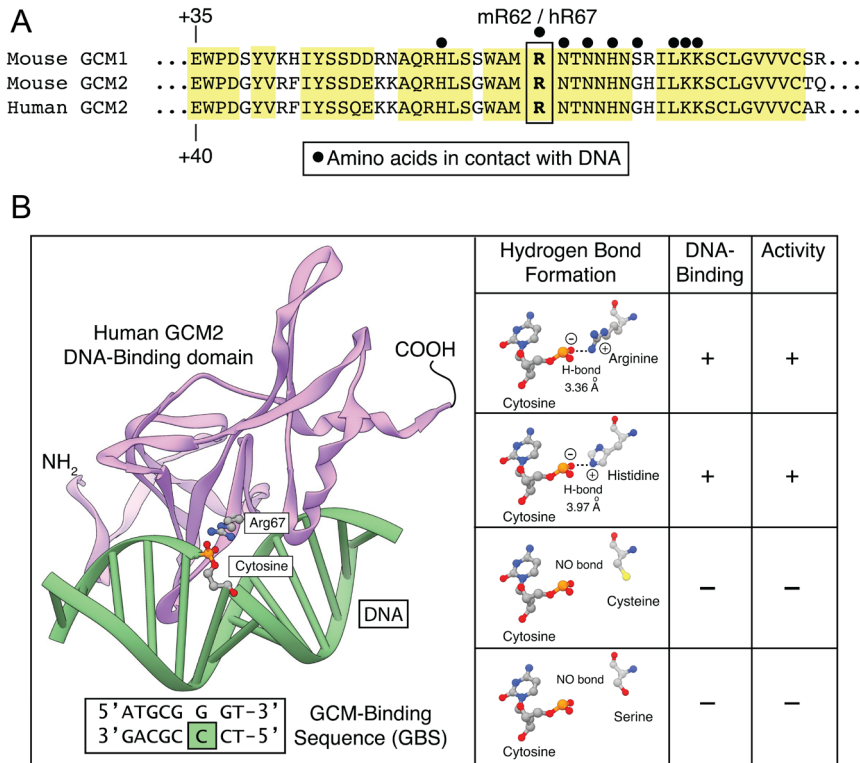 A
+35
mR62 / hR67
Mouse GCM1 ...EWPDSYVKHIYSSDDRNAQRHLSSWAM R NTNNHNSRILKKSCLGVVVCSR...
Mouse GCM2 ...EWPDGYVRFIYSSDEKKAQRHLSGWAM R NTNNHNGHILKKSCLGVVVCTQ...
Human GCM2 ...EWPDGYVRFIYSSQEKKAQRHLSGWAM R NTNNHNGHILKKSCLGVVVCAR...
+40
●Amino acids in contact with DNA
B
Human GCM2
DNA-Binding domain
COOH
NH2
Arg67
Cytosine
DNA
5'ATGCG G GT-3'
3'GACGC C CT-5'
GCM-Binding
Sequence (GBS)
Hydrogen Bond
Formation
DNA-
Binding
Activity
−
+
Arginine
H-bond
3.36 Å
Cytosine
+
+
−
+
Histidine
H-bond
3.97 Å
Cytosine
+
+
NO bond
Cysteine
Cytosine
−
−
NO bond
Serine
Cytosine
−
−